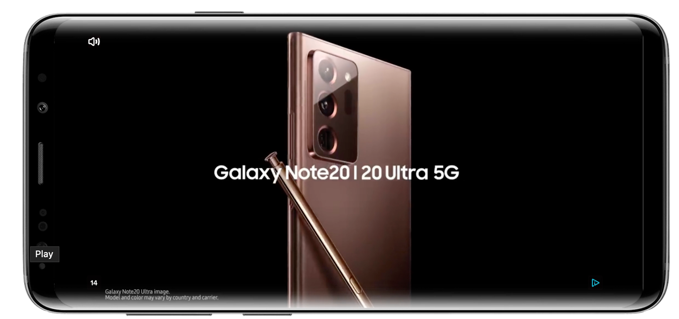 Galaxy Note20 | 20 Ultra 5G
Play
14
Galaxy Note20 Ultra image.
Model and color may vary by country and carrier.